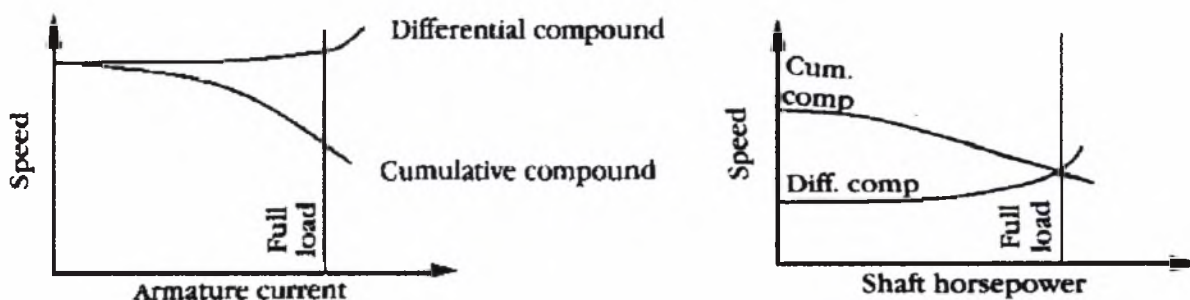 Differential compound
Speed
Cumulative compound
Full
load
Armature current
Cum.
comp
Speed
Diff. comp
Full
load
Shaft horsepower